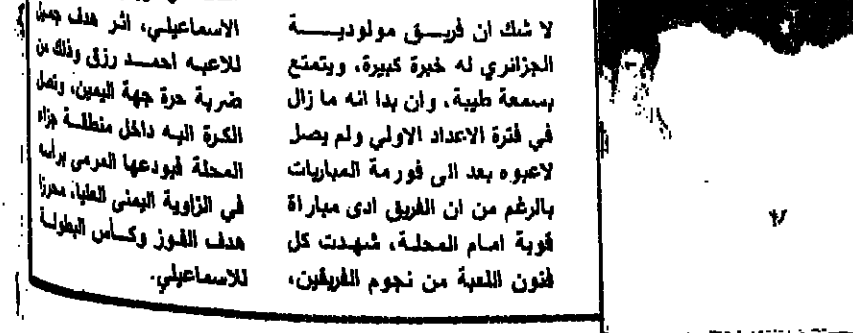 لا شك ان فريق مولودية
الجزائري له خبرة كبيرة، ويتمتع
بسمعة طيبة، وان بدا انه ما زال
في فترة الاعداد الاولي ولم يصل
لاعبوه بعد الى فورمة المباريات
بالرغم من ان الفريق ادى مباراة
قوية امام المحلة، شهدت كل
فنون اللعبة من نجوم الفريقين،
الاسماعيلي، اثر هدف جميل
للاعبه احمد رزق وذلك من
ضربة حرة جهة اليمين، وتصل
الكرة اليه داخل منطقة جزاء
المحلة فيودعها المرمى برأسه
في الزاوية اليمنى العليا، محرزا
هدف الفوز وكأس البطولة
للاسماعيلي.